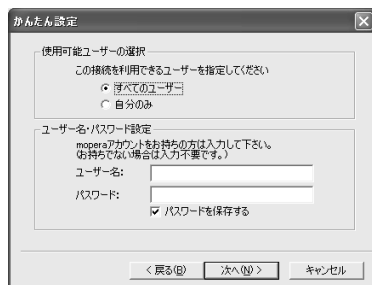 かんたん設定
使用可能ユーザーの選択
この接続を利用できるユーザーを指定してください
すべてのユーザー
自分のみ
ユーザー名・パスワード設定
moperaアカウントをお持ちの方は入力して下さい。
(お持ちでない場合は入力不要です。)
ユーザー名:
パスワード:
パスワードを保存する
< 戻る(B) 次へ(N) > キャンセル